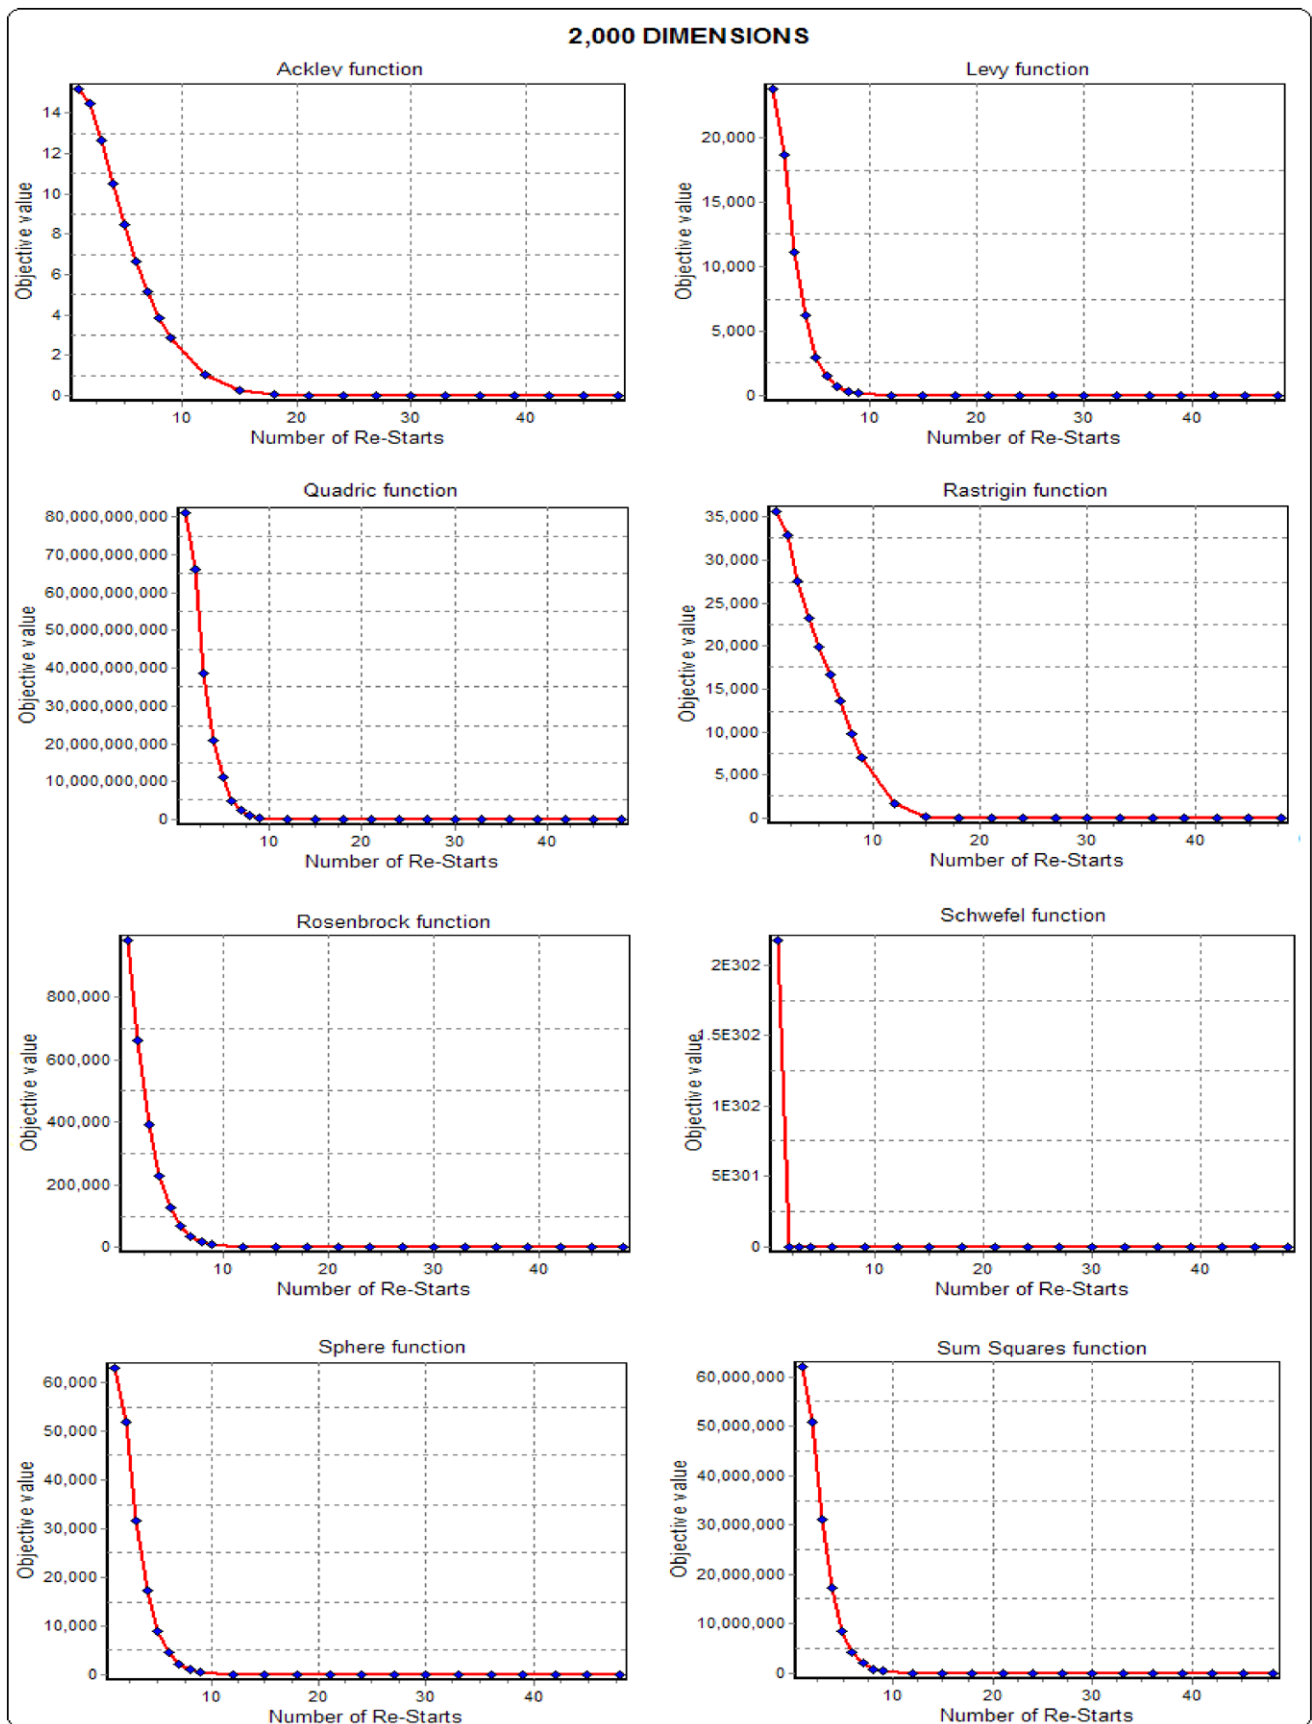 2,000 DIMENSIONS
Ackley function
Objective value
14
12
10
8
6
4
2
0
10
20
30
40
Number of Re-Starts
Levy function
Objective value
20,000
15,000
10,000
5,000
0
10
20
30
40
Number of Re-Starts
Quadric function
Objective value
80,000,000,000
70,000,000,000
60,000,000,000
50,000,000,000
40,000,000,000
30,000,000,000
20,000,000,000
10,000,000,000
0
10
20
30
40
Number of Re-Starts
Rastrigin function
Objective value
35,000
30,000
25,000
20,000
15,000
10,000
5,000
0
10
20
30
40
Number of Re-Starts
Rosenbrock function
Objective value
800,000
600,000
400,000
200,000
0
10
20
30
40
Number of Re-Starts
Schwefel function
Objective value
2E302
.5E302
1E302
5E301
0
10
20
30
40
Number of Re-Starts
Sphere function
Objective value
60,000
50,000
40,000
30,000
20,000
10,000
0
10
20
30
40
Number of Re-Starts
Sum Squares function
Objective value
60,000,000
50,000,000
40,000,000
30,000,000
20,000,000
10,000,000
0
10
20
30
40
Number of Re-Starts